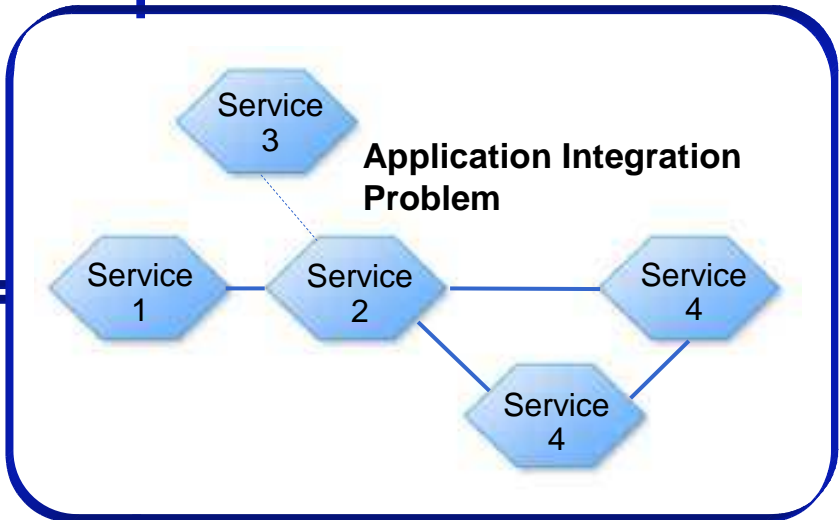 Service
3
Application Integration
Problem
Service
1
Service
2
Service
4
Service
4